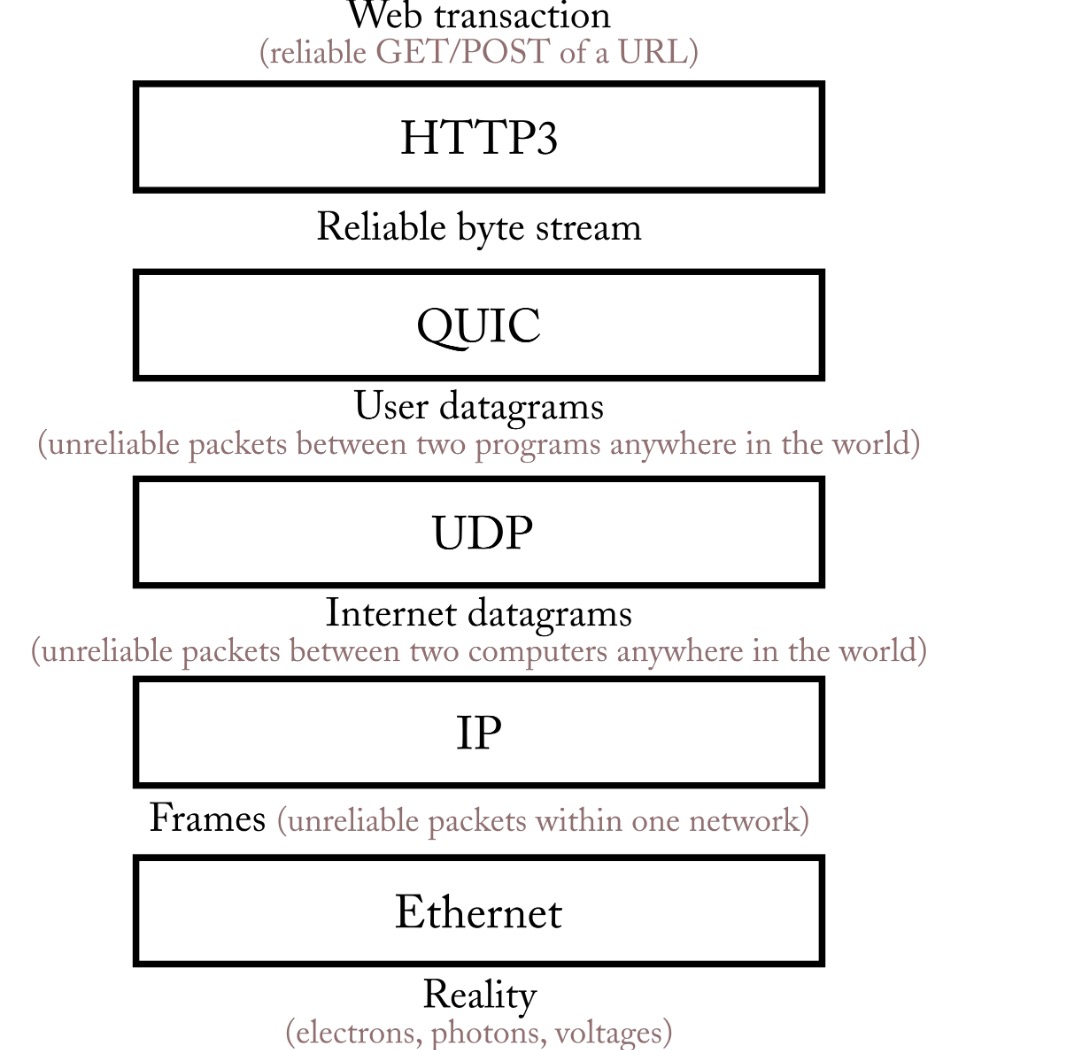 Web transaction
(reliable GET/POST of a URL)
HTTP3
Reliable byte stream
QUIC
User datagrams
(unreliable packets between two programs anywhere in the world)
UDP
Internet datagrams
(unreliable packets between two computers anywhere in the world)
IP
Frames (unreliable packets within one network)
Ethernet
Reality
(electrons, photons, voltages)